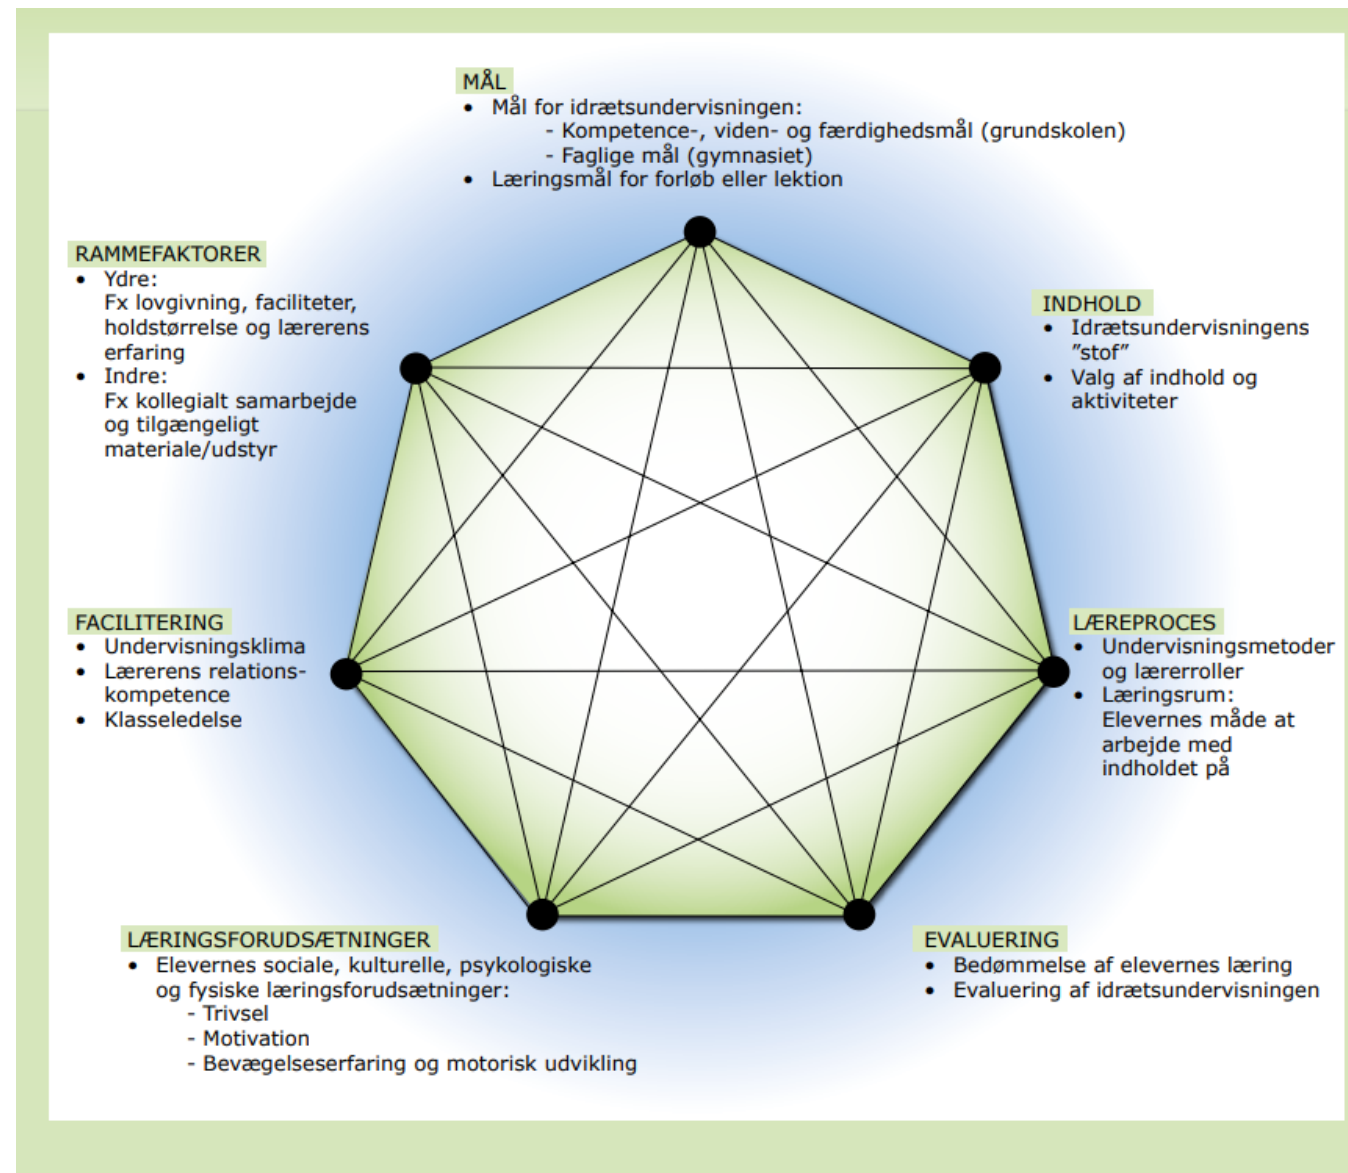 MÅL
• Mål for idrætsundervisningen:
- Kompetence-, viden- og færdighedsmål (grundskolen)
- Faglige mål (gymnasiet)
• Læringsmål for forløb eller lektion
RAMMEFAKTORER
• Ydre:
Fx lovgivning, faciliteter,
holdstørrelse og lærerens
erfaring
• Indre:
Fx kollegialt samarbejde
og tilgængeligt
materiale/udstyr
INDHOLD
• Idrætsundervisningens
”stof”
• Valg af indhold og
aktiviteter
FACILITERING
• Undervisningsklima
• Lærerens relations-
kompetence
• Klasseledelse
LÆREPROCES
• Undervisningsmetoder
og lærerroller
• Læringsrum:
Elevernes måde at
arbejde med
indholdet på
LÆRINGSFORUDSÆTNINGER
• Elevernes sociale, kulturelle, psykologiske
og fysiske læringsforudsætninger:
- Trivsel
- Motivation
- Bevægelseserfaring og motorisk udvikling
EVALUERING
• Bedømmelse af elevernes læring
• Evaluering af idrætsundervisningen